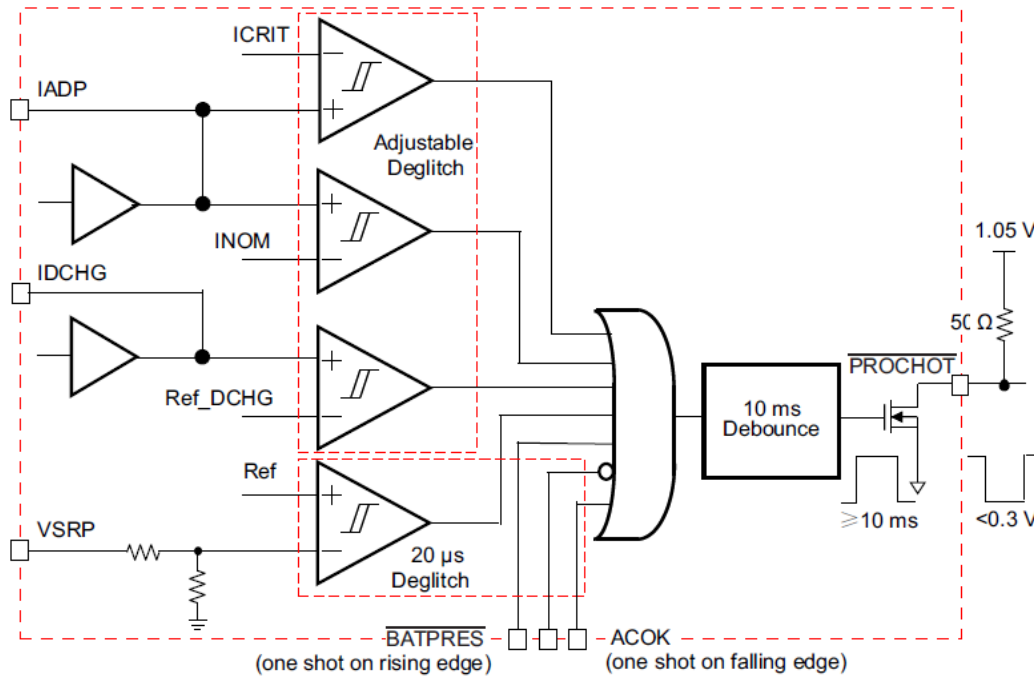 ICRIT
IADP
Adjustable
Deglitch
INOM
1.05 V
IDCHG
50 Ω
PROCHOT
Ref_DCHG
10 ms
Debounce
Ref
≥10 ms
<0.3 V
VSRP
20 µs
Deglitch
BATPRES
ACOK
(one shot on rising edge)
(one shot on falling edge)